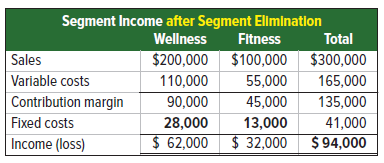 Segment Income after Segment Elimination
Wellness Fitness Total
Sales $200,000 $100,000 $300,000
Variable costs 110,000 55,000 165,000
Contribution margin 90,000 45,000 135,000
Fixed costs 28,000 13,000 41,000
Income (loss) $ 62,000 $ 32,000 $ 94,000